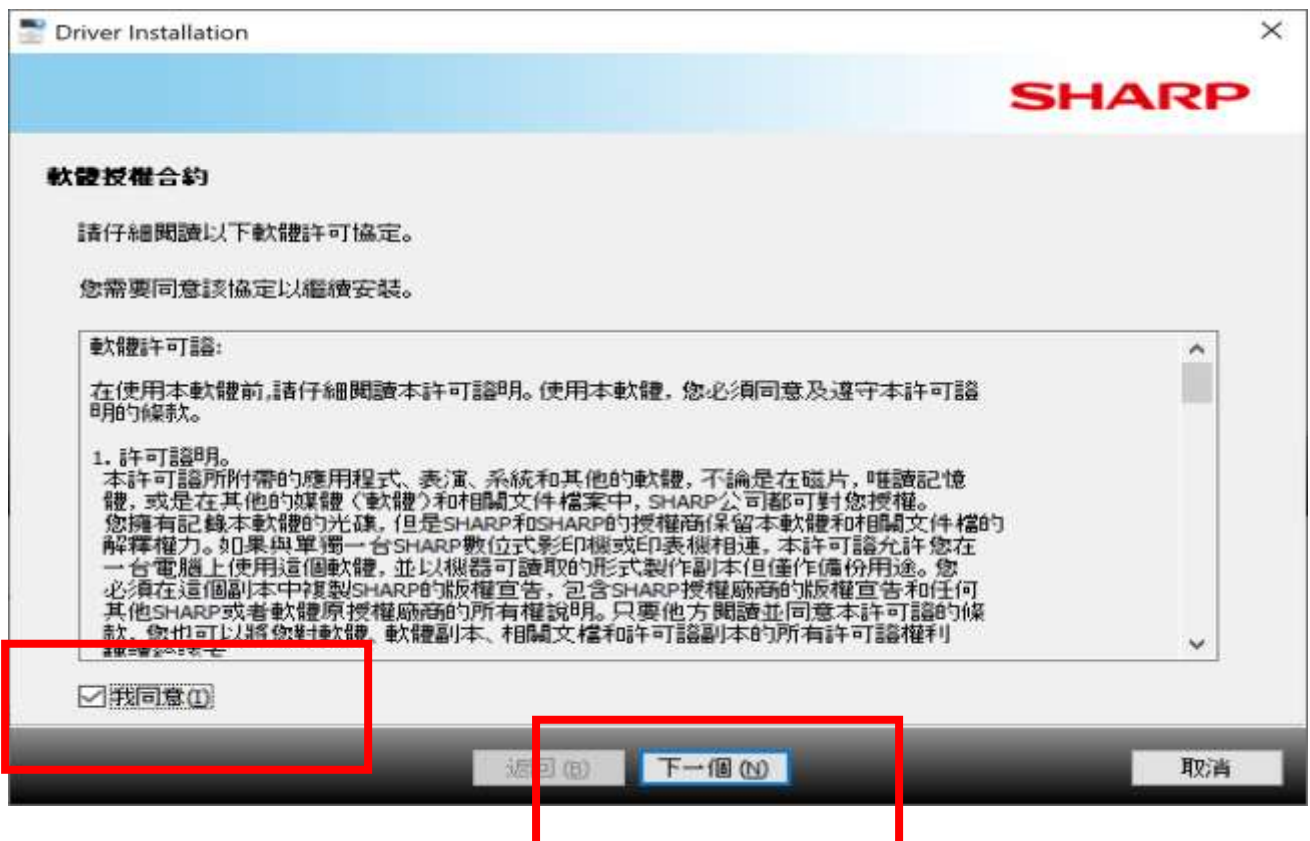 Driver Installation
SHARP
軟體授權合約
請仔細閱讀以下軟體許可協定。
您需要同意該協定以繼續安裝。
軟體許可證:
在使用本軟體前,請仔細閱讀本許可證明。使用本軟體, 您必須同意及遵守本許可證
明的條款。
1. 許可證明。
本許可證所附帶的應用程式、表演、系統和其他的軟體, 不論是在磁片, 唯讀記憶
體, 或是在其他的媒體 (「軟體」) 和相關文件檔案中, SHARP公司都可對您授權。
您擁有記錄本軟體的光碟, 但是SHARP和SHARP的授權商保留本軟體和相關文件檔的
解釋權力。如果與單獨一台SHARP數位式影印機或印表機相連, 本許可證允許您在
一台電腦上使用這個軟體, 並以機器可讀取的形式製作副本但僅作備份用途。您
必須在這個副本中複製SHARP的版權宣告, 包含SHARP授權廠商的版權宣告和任何
其他SHARP或者軟體原授權廠商的所有權說明。只要他方閱讀並同意本許可證的條
款, 您也可以將您對軟體、軟體副本、相關文檔和許可證副本的所有許可證權利
我同意(I)
返回 (B)
下一個 (N)
取消